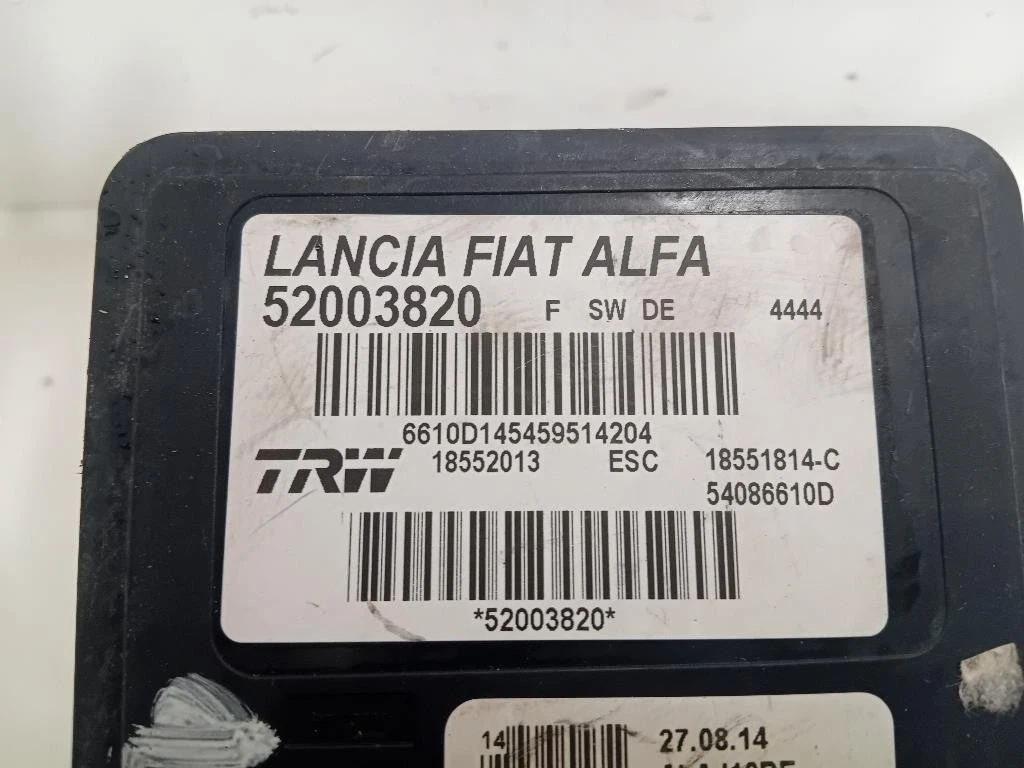 LANCIA FIAT ALFA
52003820 F SW DE 4444
6610D145459514204
TRW 18552013 ESC 18551814-C
54086610D
*52003820*
14 27.08.14